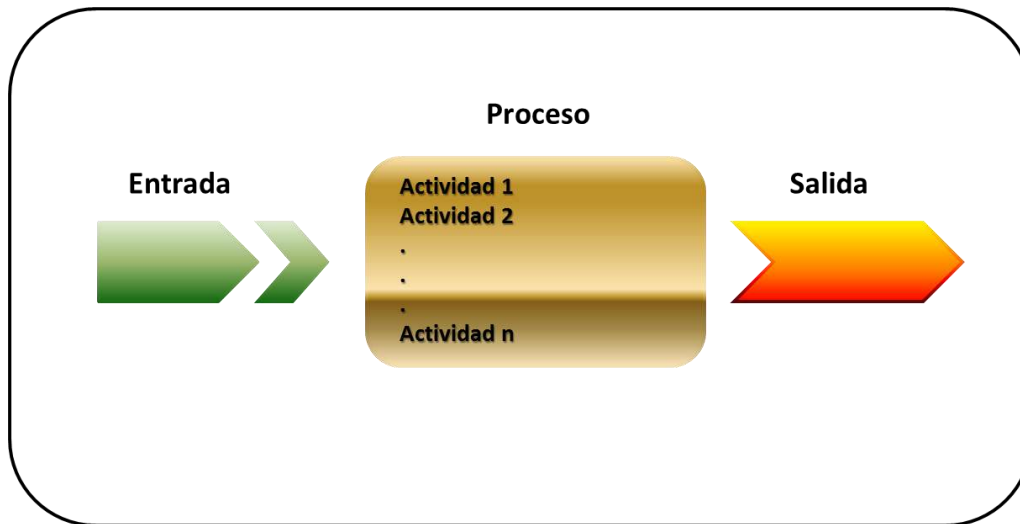 Proceso
Entrada
Salida
Actividad 1
Actividad 2
.
.
.
Actividad n